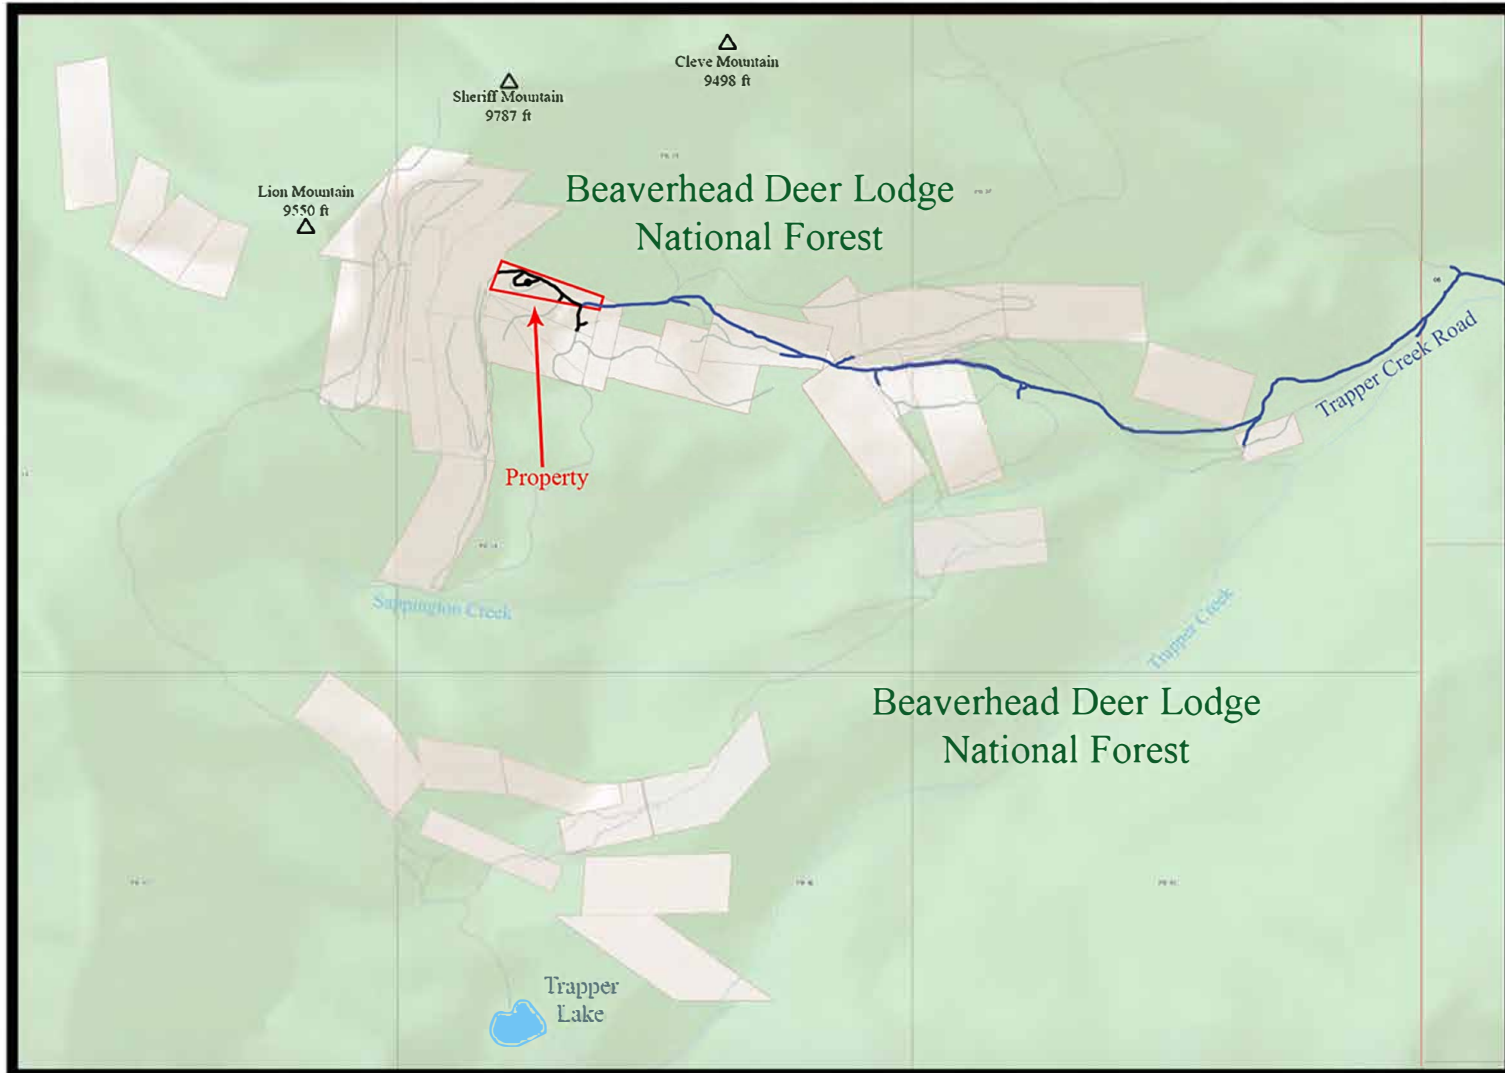 Cleve Mountain
9498 ft
Sheriff Mountain
9787 ft
Lion Mountain
9550 ft
Beaverhead Deer Lodge
National Forest
Trapper Creek Road
Property
Sappington Creek
Trapper Creek
Beaverhead Deer Lodge
National Forest
Trapper
Lake